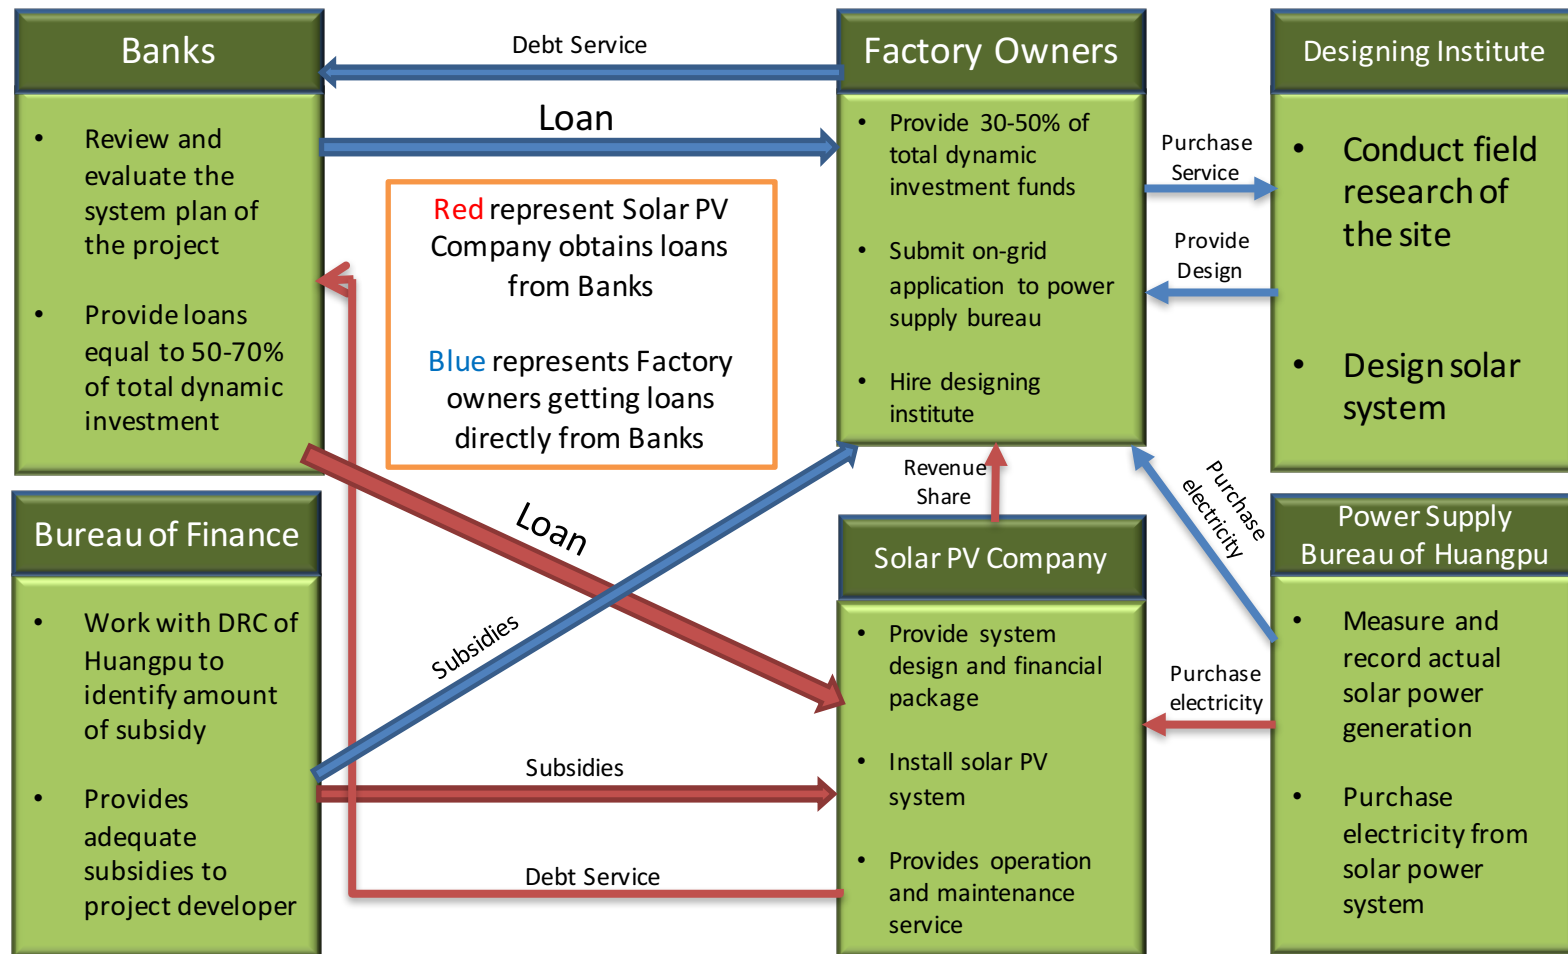 Banks
• Review and
evaluate the
system plan of
the project
• Provide loans
equal to 50-70%
of total dynamic
investment
Debt Service
Loan
Red represent Solar PV
Company obtains loans
from Banks
Blue represents Factory
owners getting loans
directly from Banks
Factory Owners
• Provide 30-50% of
total dynamic
investment funds
• Submit on-grid
application to power
supply bureau
• Hire designing
institute
Purchase
Service
Provide
Design
Designing Institute
• Conduct field
research of
the site
• Design solar
system
Bureau of Finance
• Work with DRC of
Huangpu to
identify amount
of subsidy
• Provides
adequate
subsidies to
project developer
Loan
Subsidies
Subsidies
Debt Service
Revenue
Share
Solar PV Company
• Provide system
design and financial
package
• Install solar PV
system
• Provides operation
and maintenance
service
Purchase
electricity
Purchase
electricity
Power Supply
Bureau of Huangpu
• Measure and
record actual
solar power
generation
• Purchase
electricity from
solar power
system